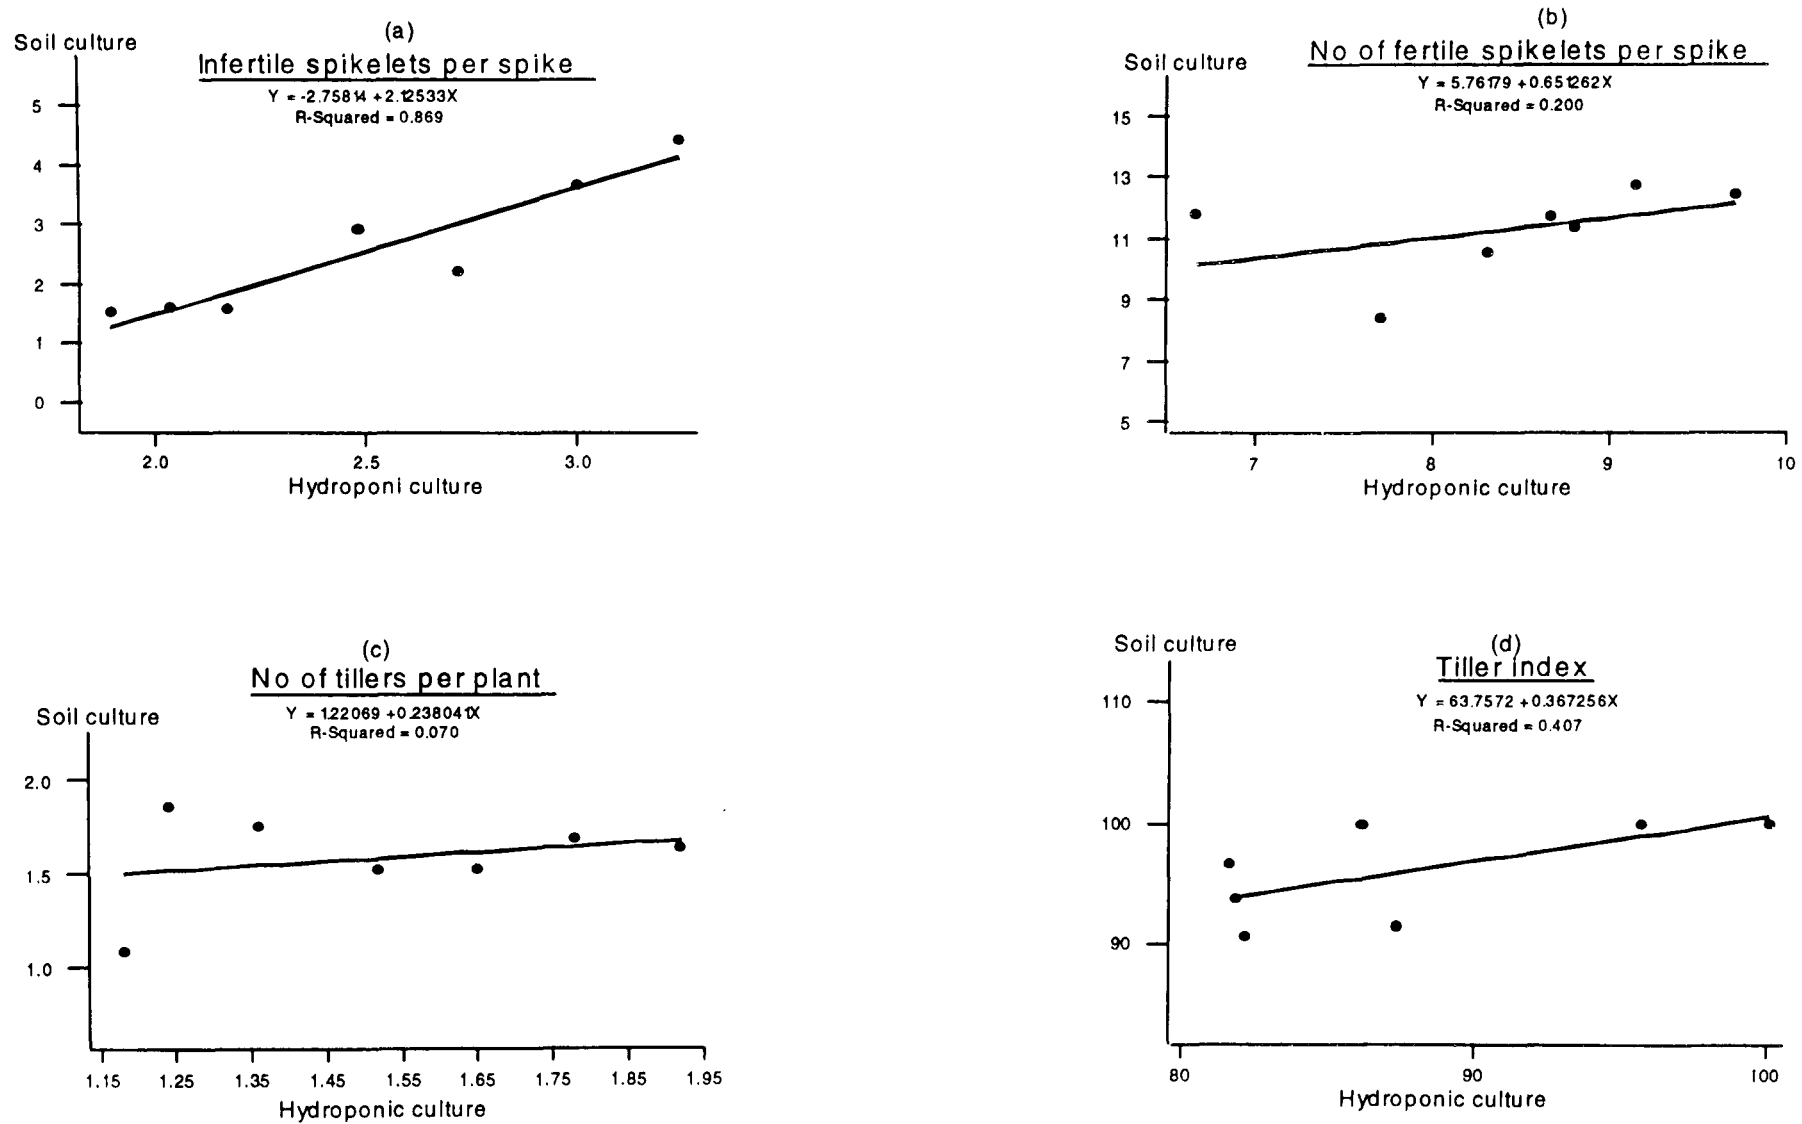 (a)
Soil culture
Infertile spikelets per spike
Y = -2.75814 + 2.12533X
R-Squared = 0.869
5
4
3
2
1
0
2.0 2.5 3.0
Hydroponi culture
(b)
Soil culture
No of fertile spikelets per spike
Y = 5.76179 + 0.651262X
R-Squared = 0.200
15
13
11
9
7
5
7 8 9 10
Hydroponic culture
(c)
No of tillers per plant
Soil culture
Y = 1.22069 + 0.238041X
R-Squared = 0.070
2.0
1.5
1.0
1.15 1.25 1.35 1.45 1.55 1.65 1.75 1.85 1.95
Hydroponic culture
(d)
Soil culture
Tiller index
Y = 63.7572 + 0.367256X
R-Squared = 0.407
110
100
90
80 90 100
Hydroponic culture